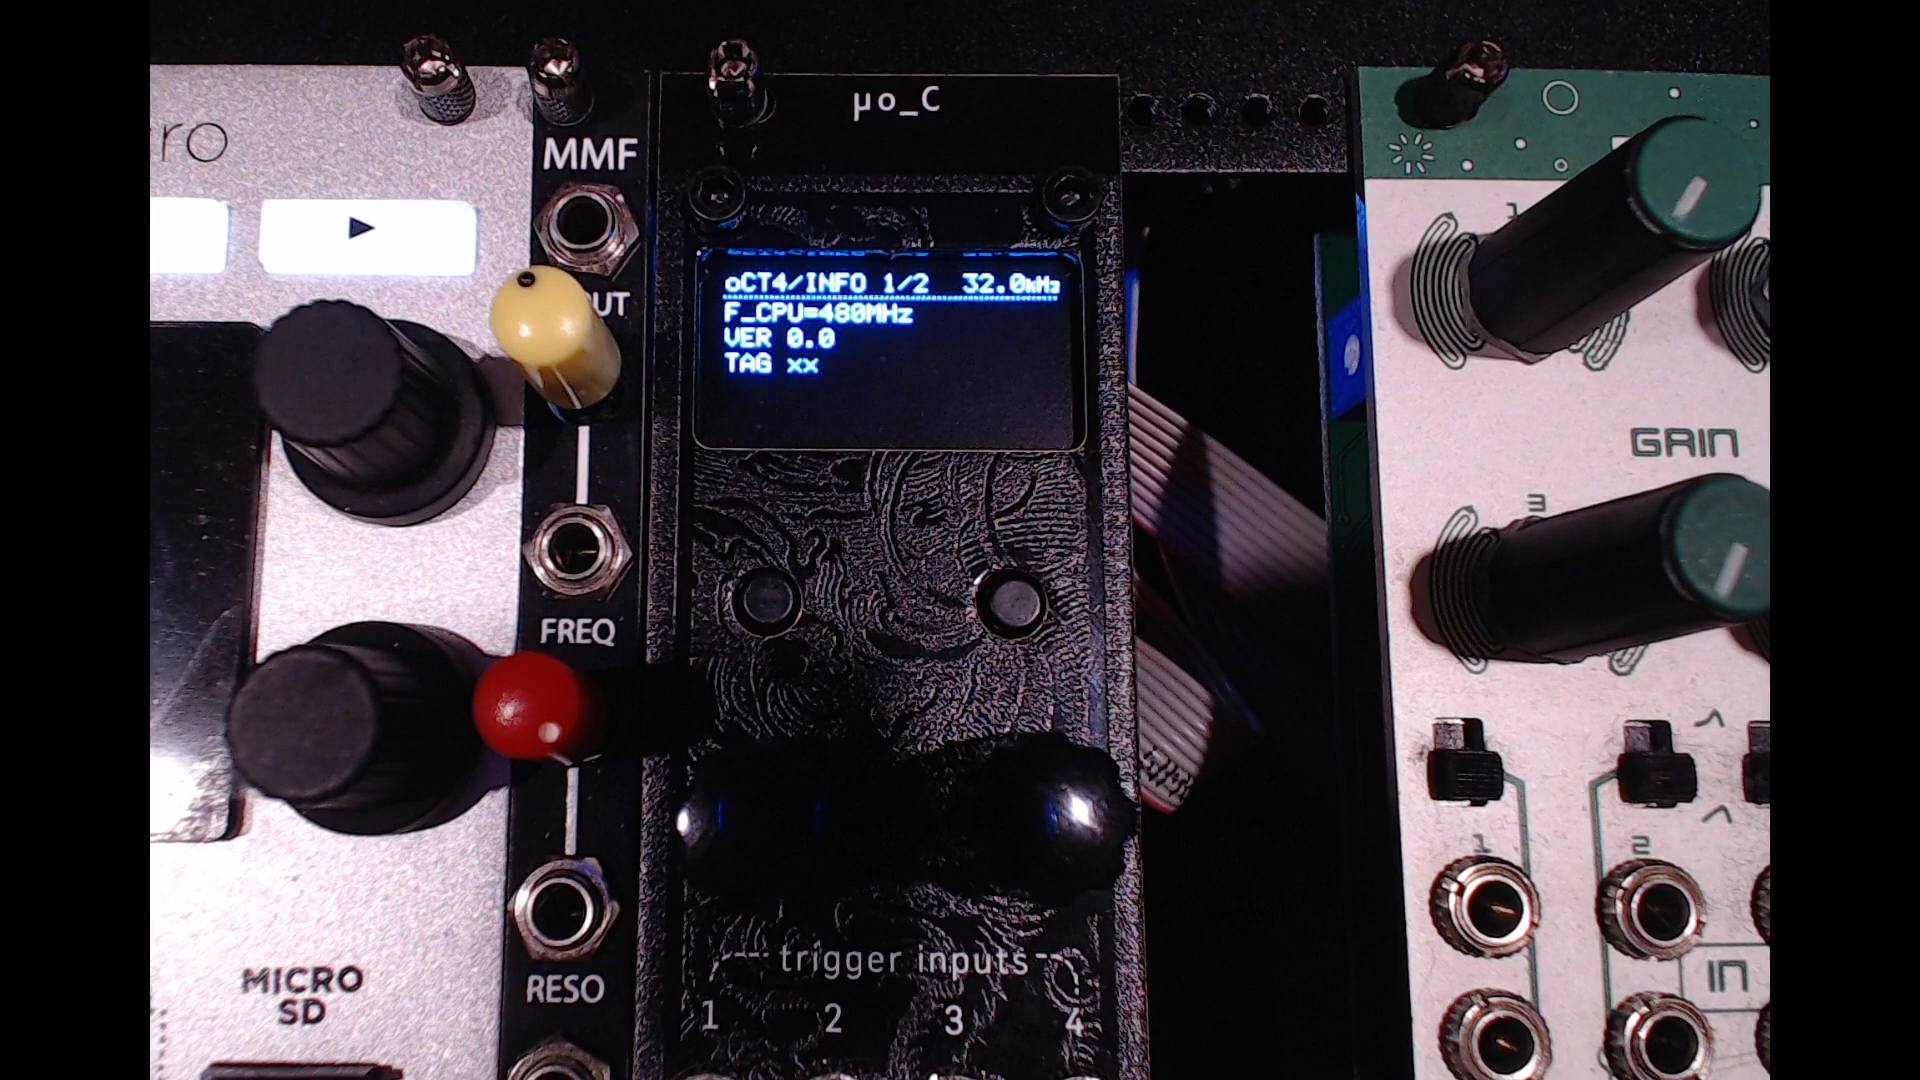 ro
MMF
UT
FREQ
RESO
MICRO
SD
µo_C
oCT4/INFO 1/2 32.0kHz
F_CPU=480MHz
VER 0.0
TAG xx
trigger inputs
1 2 3 4
1
GAIN
3
1 2
IN